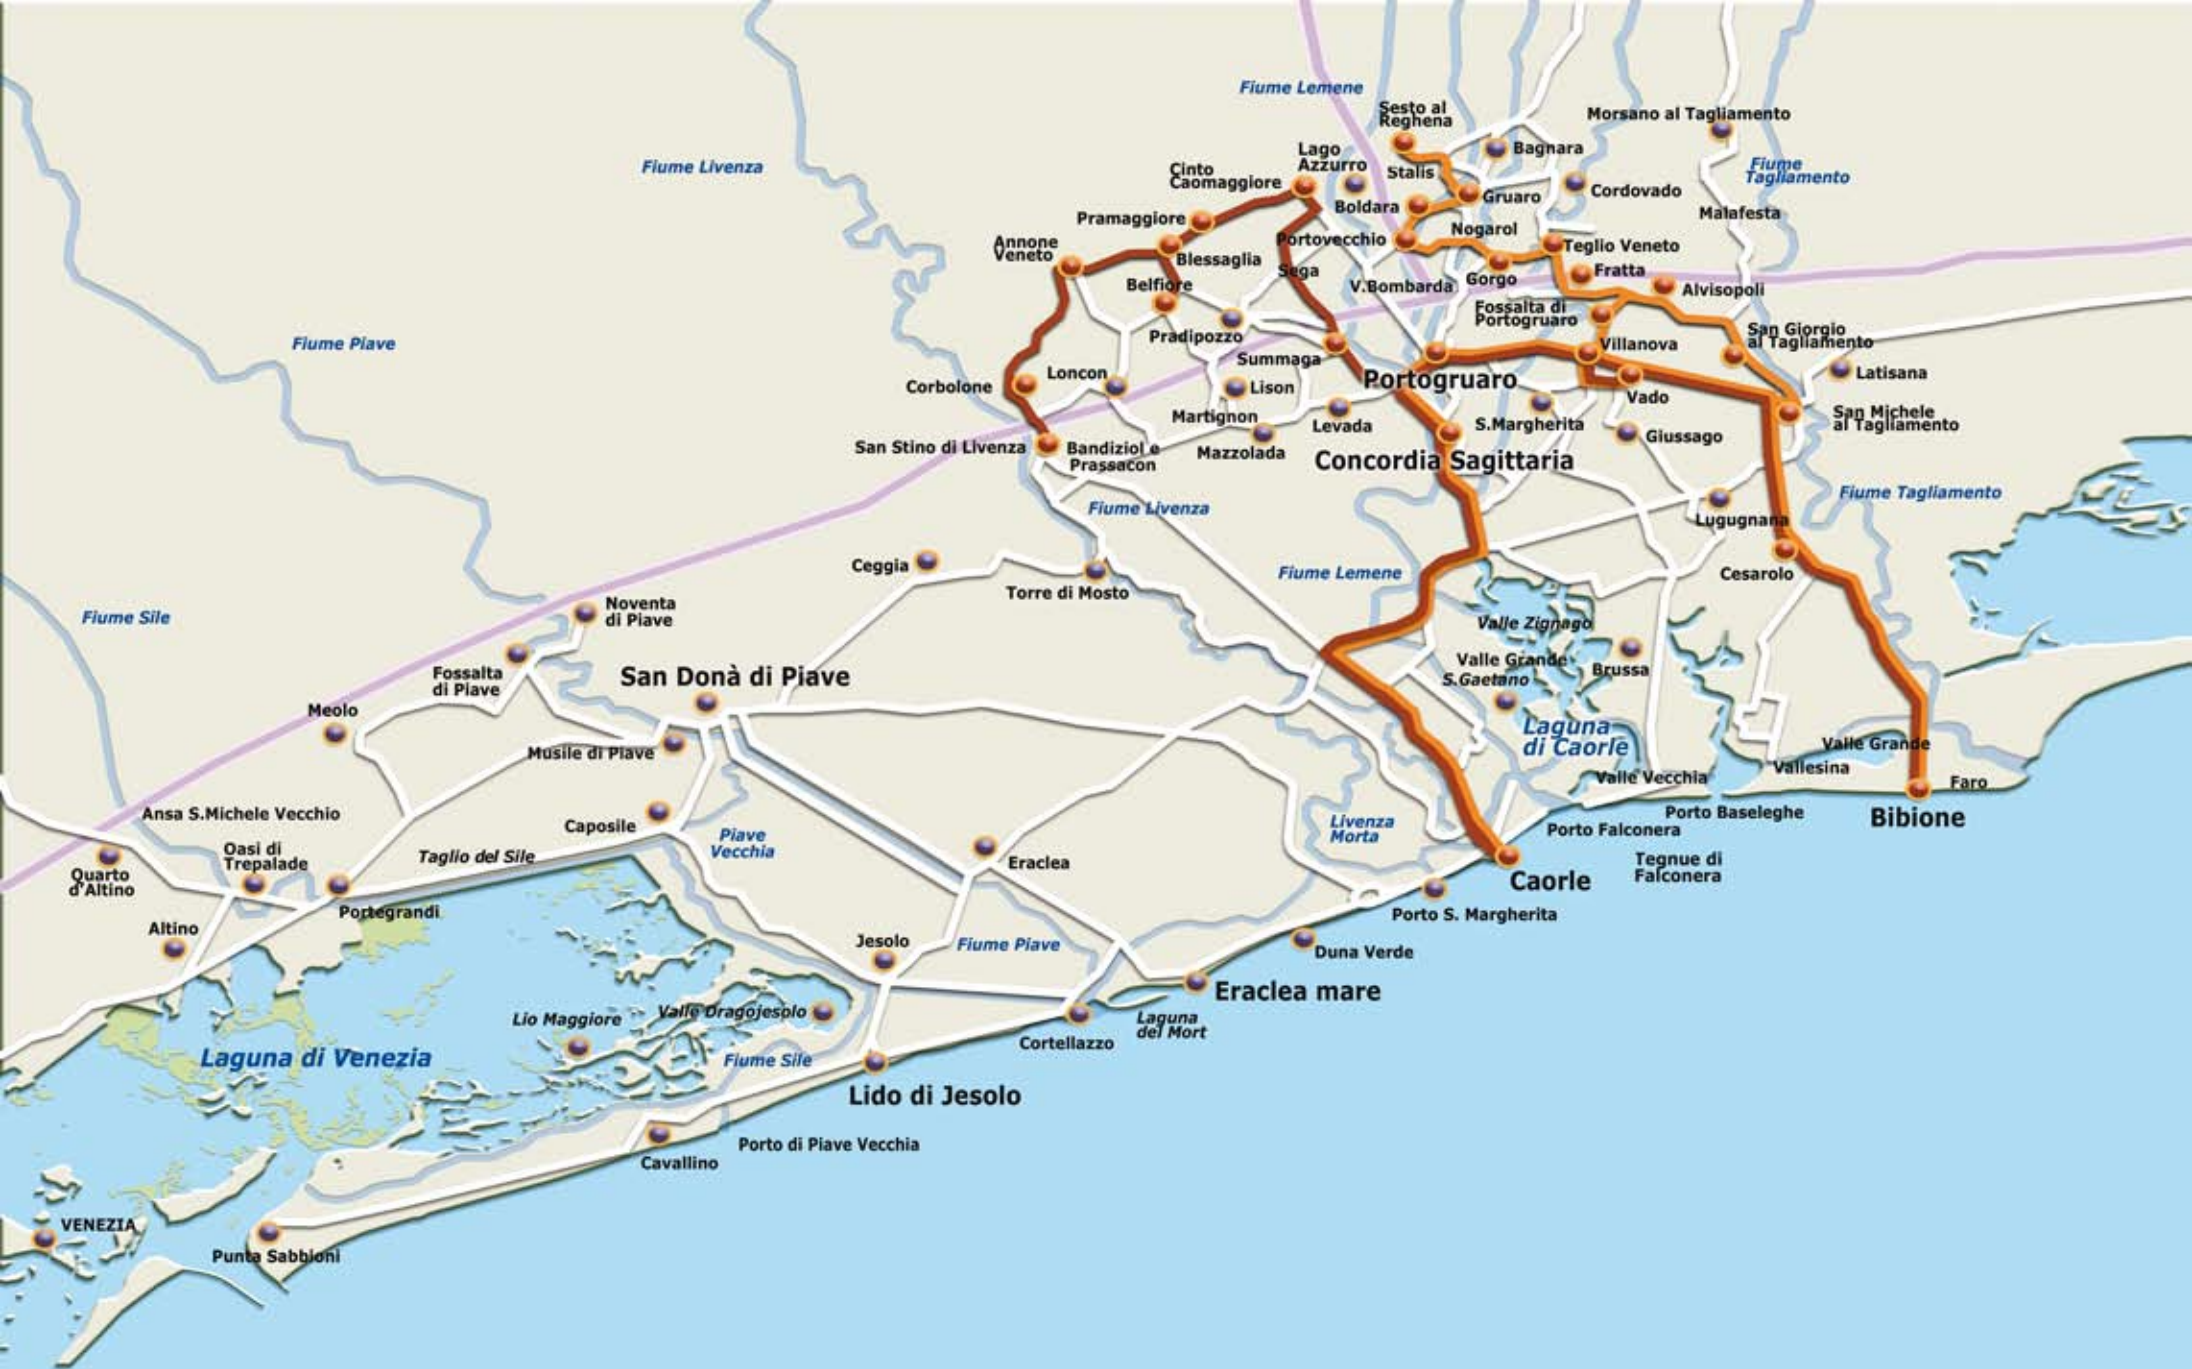 Fiume Lemene
Sesto al
Reghena
Morsano al Tagliamento
Lago
Azzurro
Bagnara
Fiume
Tagliamento
Fiume Livenza
Cinto
Caomaggiore
Stalis
Cordovado
Gruaro
Boldara
Malafesta
Pramaggiore
Nogarol
Portovecchio
Teglio Veneto
Annone
Veneto
Blessaglia
Sega
Fratta
Gorgo
V.Bombarda
Belfiore
Alvisopoli
Fossalta di
Portogruaro
Pradipozzo
San Giorgio
al Tagliamento
Fiume Piave
Villanova
Summaga
Loncon
Portogruaro
Latisana
Corbolone
Lison
Vado
Martignon
San Michele
al Tagliamento
Levada
S.Margherita
Giussago
San Stino di Livenza
Bandiziol e
Prassacon
Mazzolada
Concordia Sagittaria
Fiume Tagliamento
Fiume Livenza
Lugugnana
Ceggia
Fiume Lemene
Cesarolo
Torre di Mosto
Noventa
di Piave
Fiume Sile
Valle Zignago
Fossalta
di Piave
San Donà di Piave
Valle Grande
S.Gaetano
Brussa
Meolo
Laguna
di Caorle
Musile di Piave
Valle Grande
Vallesina
Valle Vecchia
Faro
Ansa S.Michele Vecchio
Porto Baseleghe
Bibione
Caposile
Piave
Vecchia
Livenza
Morta
Porto Falconera
Oasi di
Trepalade
Taglio del Sile
Eraclea
Tegnue di
Falconera
Quarto
d'Altino
Caorle
Portegrandi
Porto S. Margherita
Altino
Jesolo
Fiume Piave
Duna Verde
Eraclea mare
Lio Maggiore
Valle Dragojesolo
Laguna
del Mort
Cortellazzo
Laguna di Venezia
Fiume Sile
Lido di Jesolo
Porto di Piave Vecchia
Cavallino
VENEZIA
Punta Sabbioni